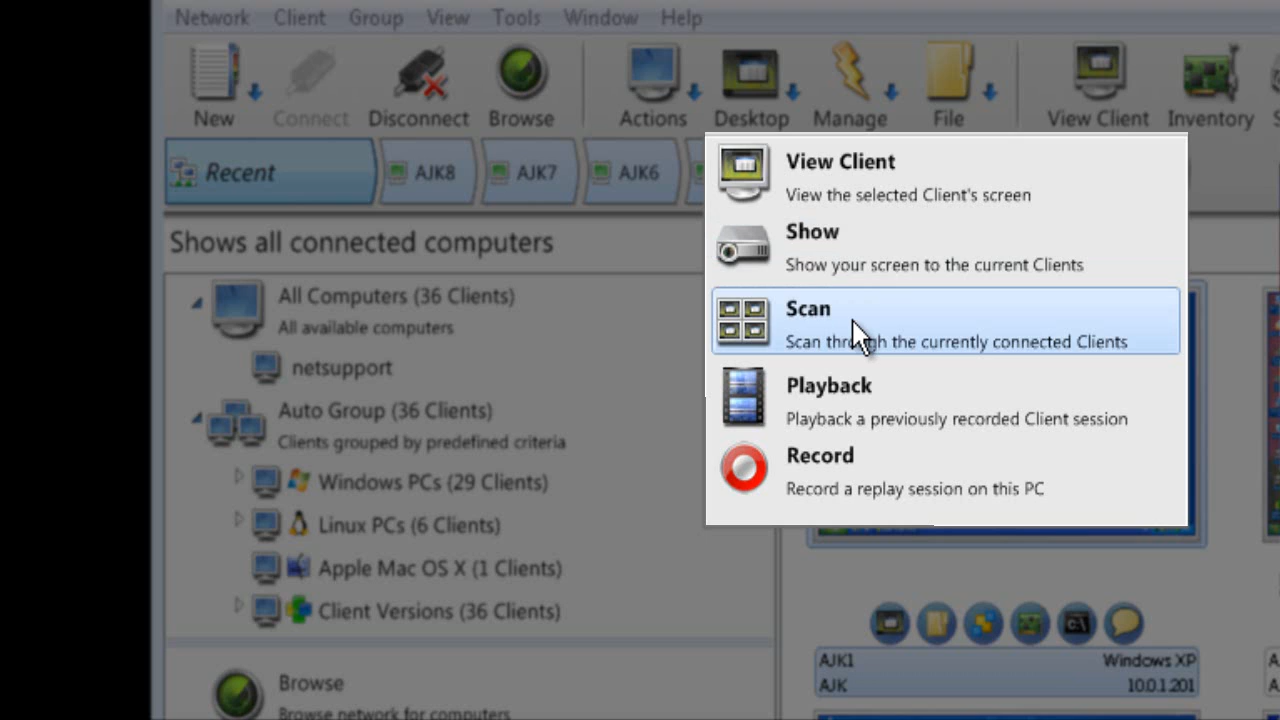 Network Client Group View Tools Window Help
New Connect Disconnect Browse Actions Desktop Manage File View Client Inventory
Recent AJK8 AJK7 AJK6
Shows all connected computers
All Computers (36 Clients)
All available computers
netsupport
Auto Group (36 Clients)
Clients grouped by predefined criteria
Windows PCs (29 Clients)
Linux PCs (6 Clients)
Apple Mac OS X (1 Clients)
Client Versions (36 Clients)
Browse
Browse network for computers
View Client
View the selected Client's screen
Show
Show your screen to the current Clients
Scan
Scan through the currently connected Clients
Playback
Playback a previously recorded Client session
Record
Record a replay session on this PC
C:\
AJK1 Windows XP
AJK 10.0.1.201